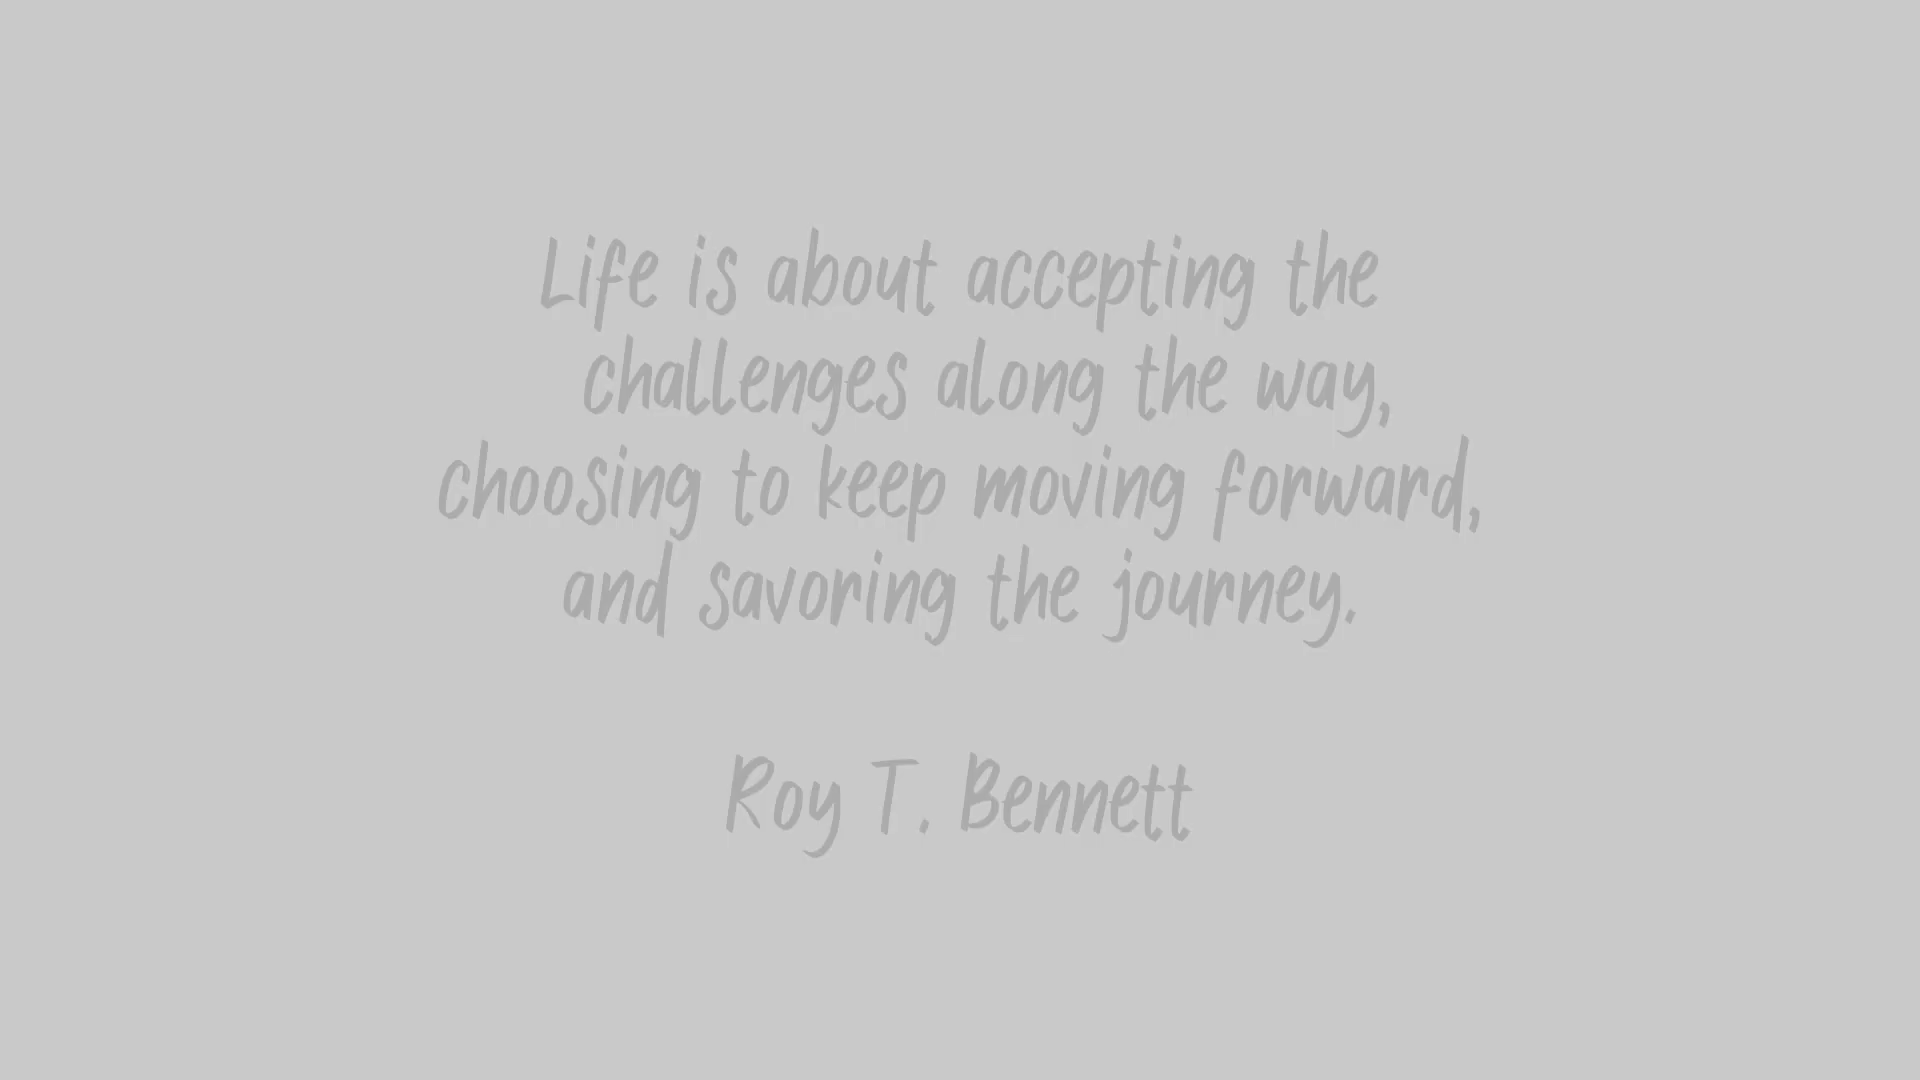 Life is about accepting the
challenges along the way,
choosing to keep moving forward,
and savoring the journey.
Roy T. Bennett